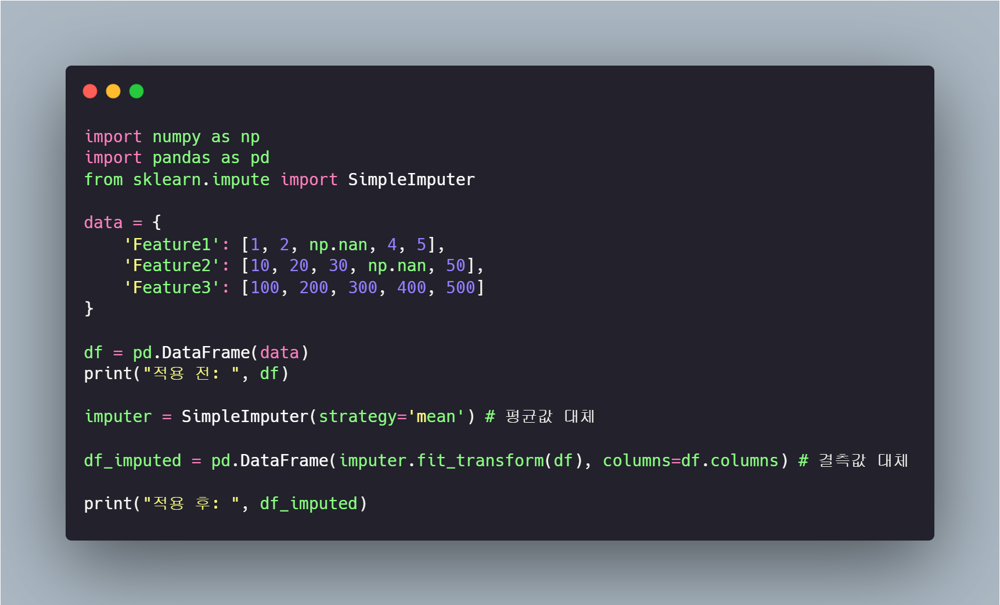 import numpy as np
import pandas as pd
from sklearn.impute import SimpleImputer
data = {
    'Feature1': [1, 2, np.nan, 4, 5],
    'Feature2': [10, 20, 30, np.nan, 50],
    'Feature3': [100, 200, 300, 400, 500]
}
df = pd.DataFrame(data)
print("적용 전: ", df)
imputer = SimpleImputer(strategy='mean') # 평균값 대체
df_imputed = pd.DataFrame(imputer.fit_transform(df), columns=df.columns) # 결측값 대체
print("적용 후: ", df_imputed)